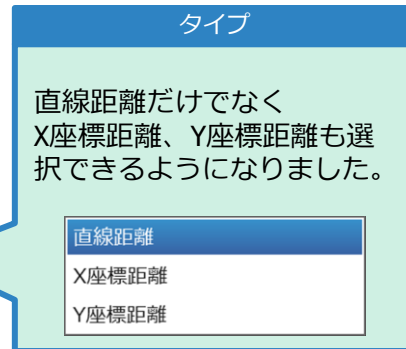 タイプ
直線距離だけでなく
X座標距離、Y座標距離も選
択できるようになりました。
直線距離
X座標距離
Y座標距離